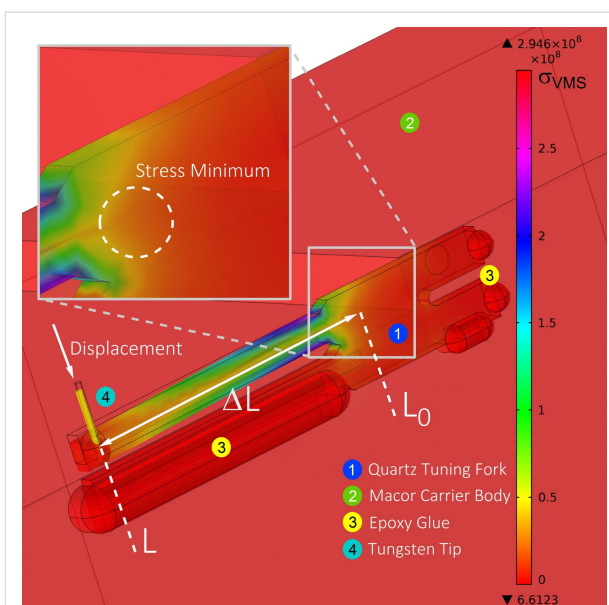 ▲ 2.946×10⁸
×10⁸
σVMS
2
Stress Minimum
2.5
3
2
1
Displacement
1.5
4
ΔL
L₀
3
1
1 Quartz Tuning Fork
2 Macor Carrier Body
0.5
3 Epoxy Glue
L
4 Tungsten Tip
0
▼ 6.6123